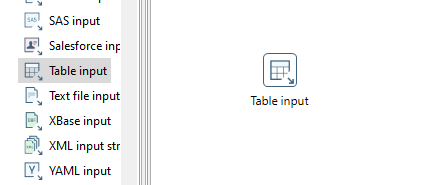 SAS input
Salesforce inp
Table input
Text file input
XBase input
XML input str
YAML input
Table input